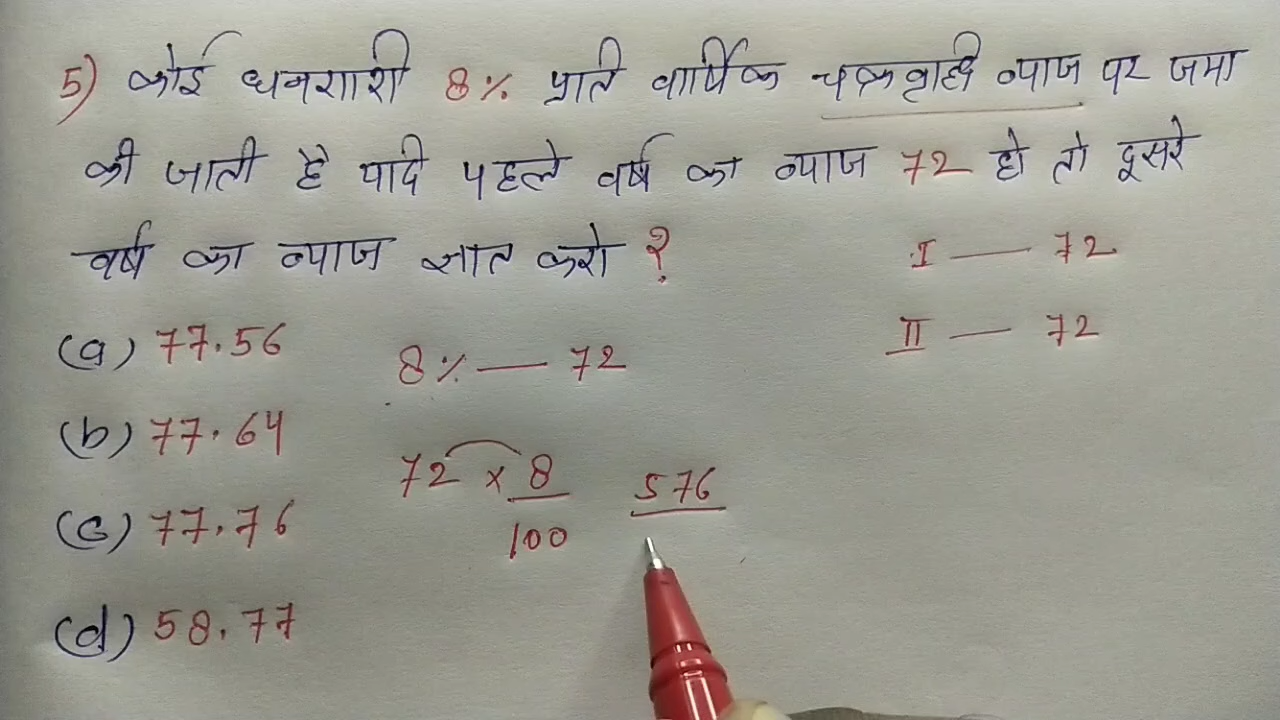 5) कोई धनराशी 8% प्रति वार्षिक चक्रवृद्धि ब्याज पर जमा
की जाती है यदि पहले वर्ष का ब्याज 72 हो तो दूसरे
वर्ष का ब्याज ज्ञात करो ?
I — 72
II — 72
(a) 77.56
(b) 77.64
(c) 77.76
(d) 58.77
8% — 72
72 × 8
100
576